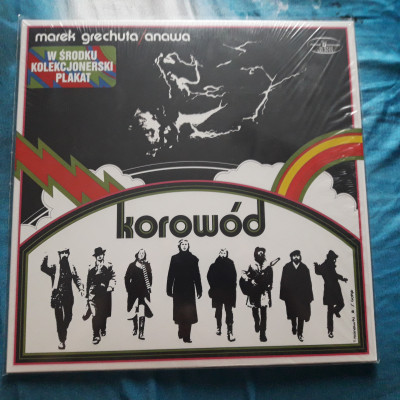 marek grechuta/anawa
W ŚRODKU
KOLEKCJONERSKI
PLAKAT
korowód